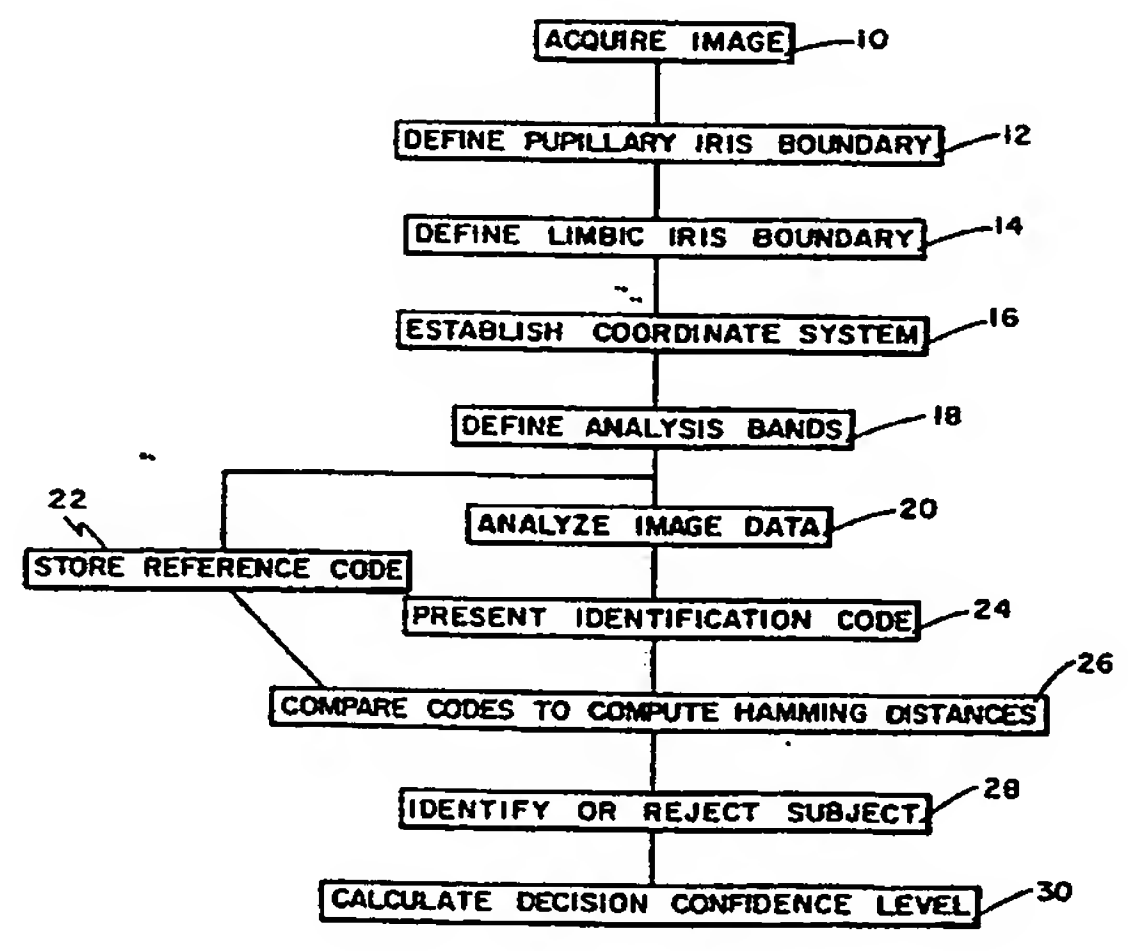 ACQUIRE IMAGE 10
DEFINE PUPILLARY IRIS BOUNDARY 12
DEFINE LIMBIC IRIS BOUNDARY 14
ESTABLISH COORDINATE SYSTEM 16
DEFINE ANALYSIS BANDS 18
22
ANALYZE IMAGE DATA 20
STORE REFERENCE CODE
PRESENT IDENTIFICATION CODE 24
26
COMPARE CODES TO COMPUTE HAMMING DISTANCES
IDENTIFY OR REJECT SUBJECT 28
CALCULATE DECISION CONFIDENCE LEVEL 30